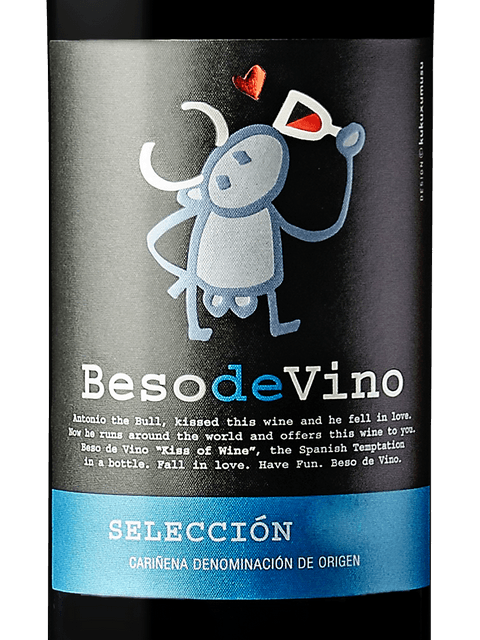 DESIGN © kukuxumusu
BesodeVino
Antonio the Bull, kissed this wine and he fell in love.
Now he runs around the world and offers this wine to you.
Beso de Vino "Kiss of Wine", the Spanish Temptation
in a bottle. Fall in love. Have Fun. Beso de Vino.
SELECCIÓN
CARIÑENA DENOMINACIÓN DE ORIGEN